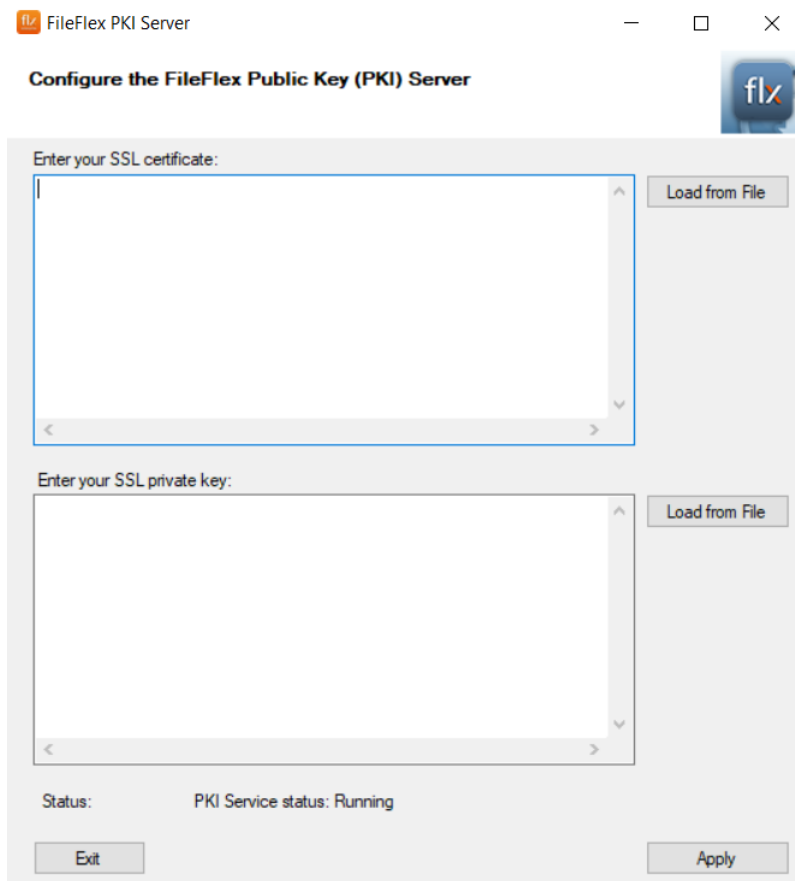 FileFlex PKI Server
Configure the FileFlex Public Key (PKI) Server
flx
Enter your SSL certificate:
Load from File
Enter your SSL private key:
Load from File
Status: PKI Service status: Running
Exit
Apply